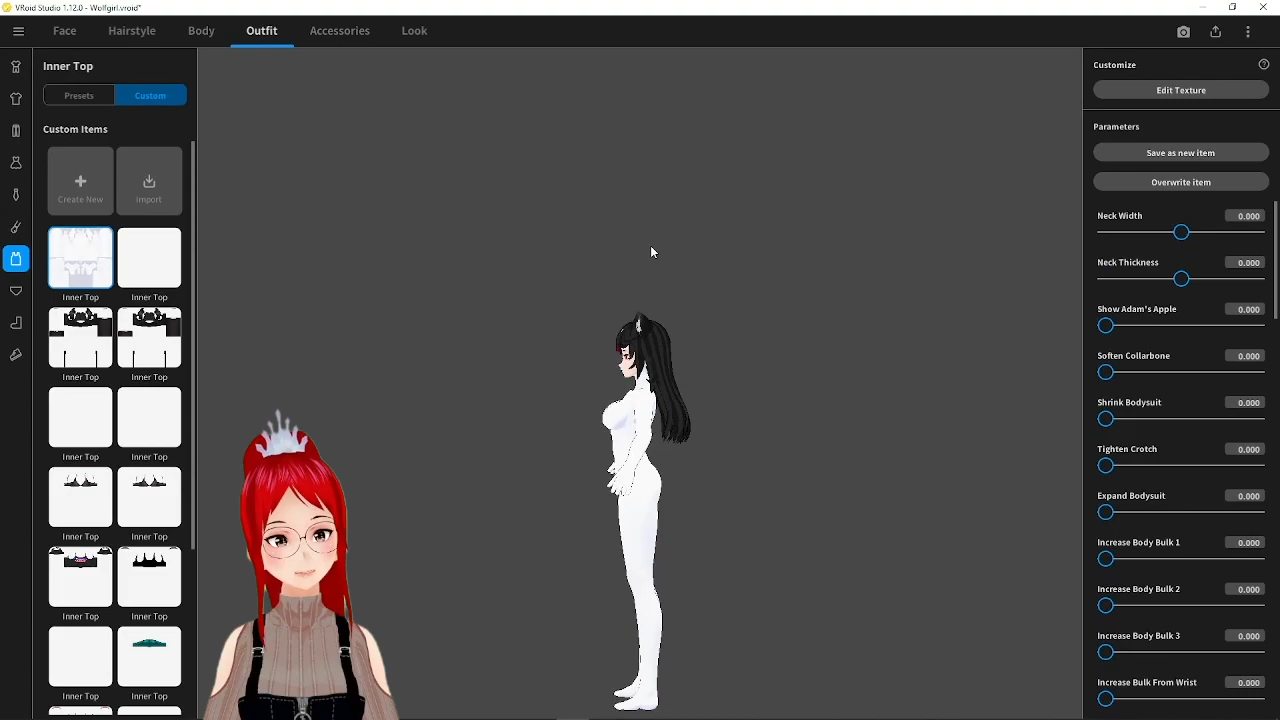 VRoid Studio 1.12.0 - Wolfgirl.vroid*
Face Hairstyle Body Outfit Accessories Look
Inner Top
Presets Custom
Custom Items
Create New Import
Inner Top Inner Top
Inner Top Inner Top
Inner Top Inner Top
Inner Top Inner Top
Inner Top Inner Top
Inner Top Inner Top
Customize
Edit Texture
Parameters
Save as new item
Overwrite item
Neck Width 0.000
Neck Thickness 0.000
Show Adam's Apple 0.000
Soften Collarbone 0.000
Shrink Bodysuit 0.000
Tighten Crotch 0.000
Expand Bodysuit 0.000
Increase Body Bulk 1 0.000
Increase Body Bulk 2 0.000
Increase Body Bulk 3 0.000
Increase Bulk From Wrist 0.000